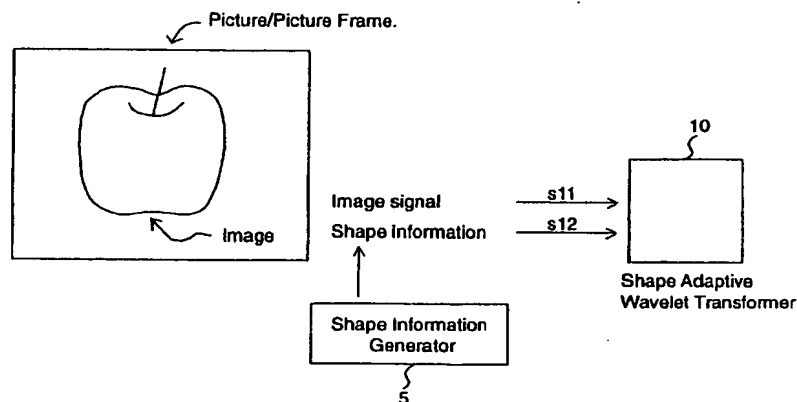 Picture/Picture Frame.
10
Image signal
s11
Shape information
s12
Image
Shape Adaptive
Wavelet Transformer
Shape Information
Generator
5